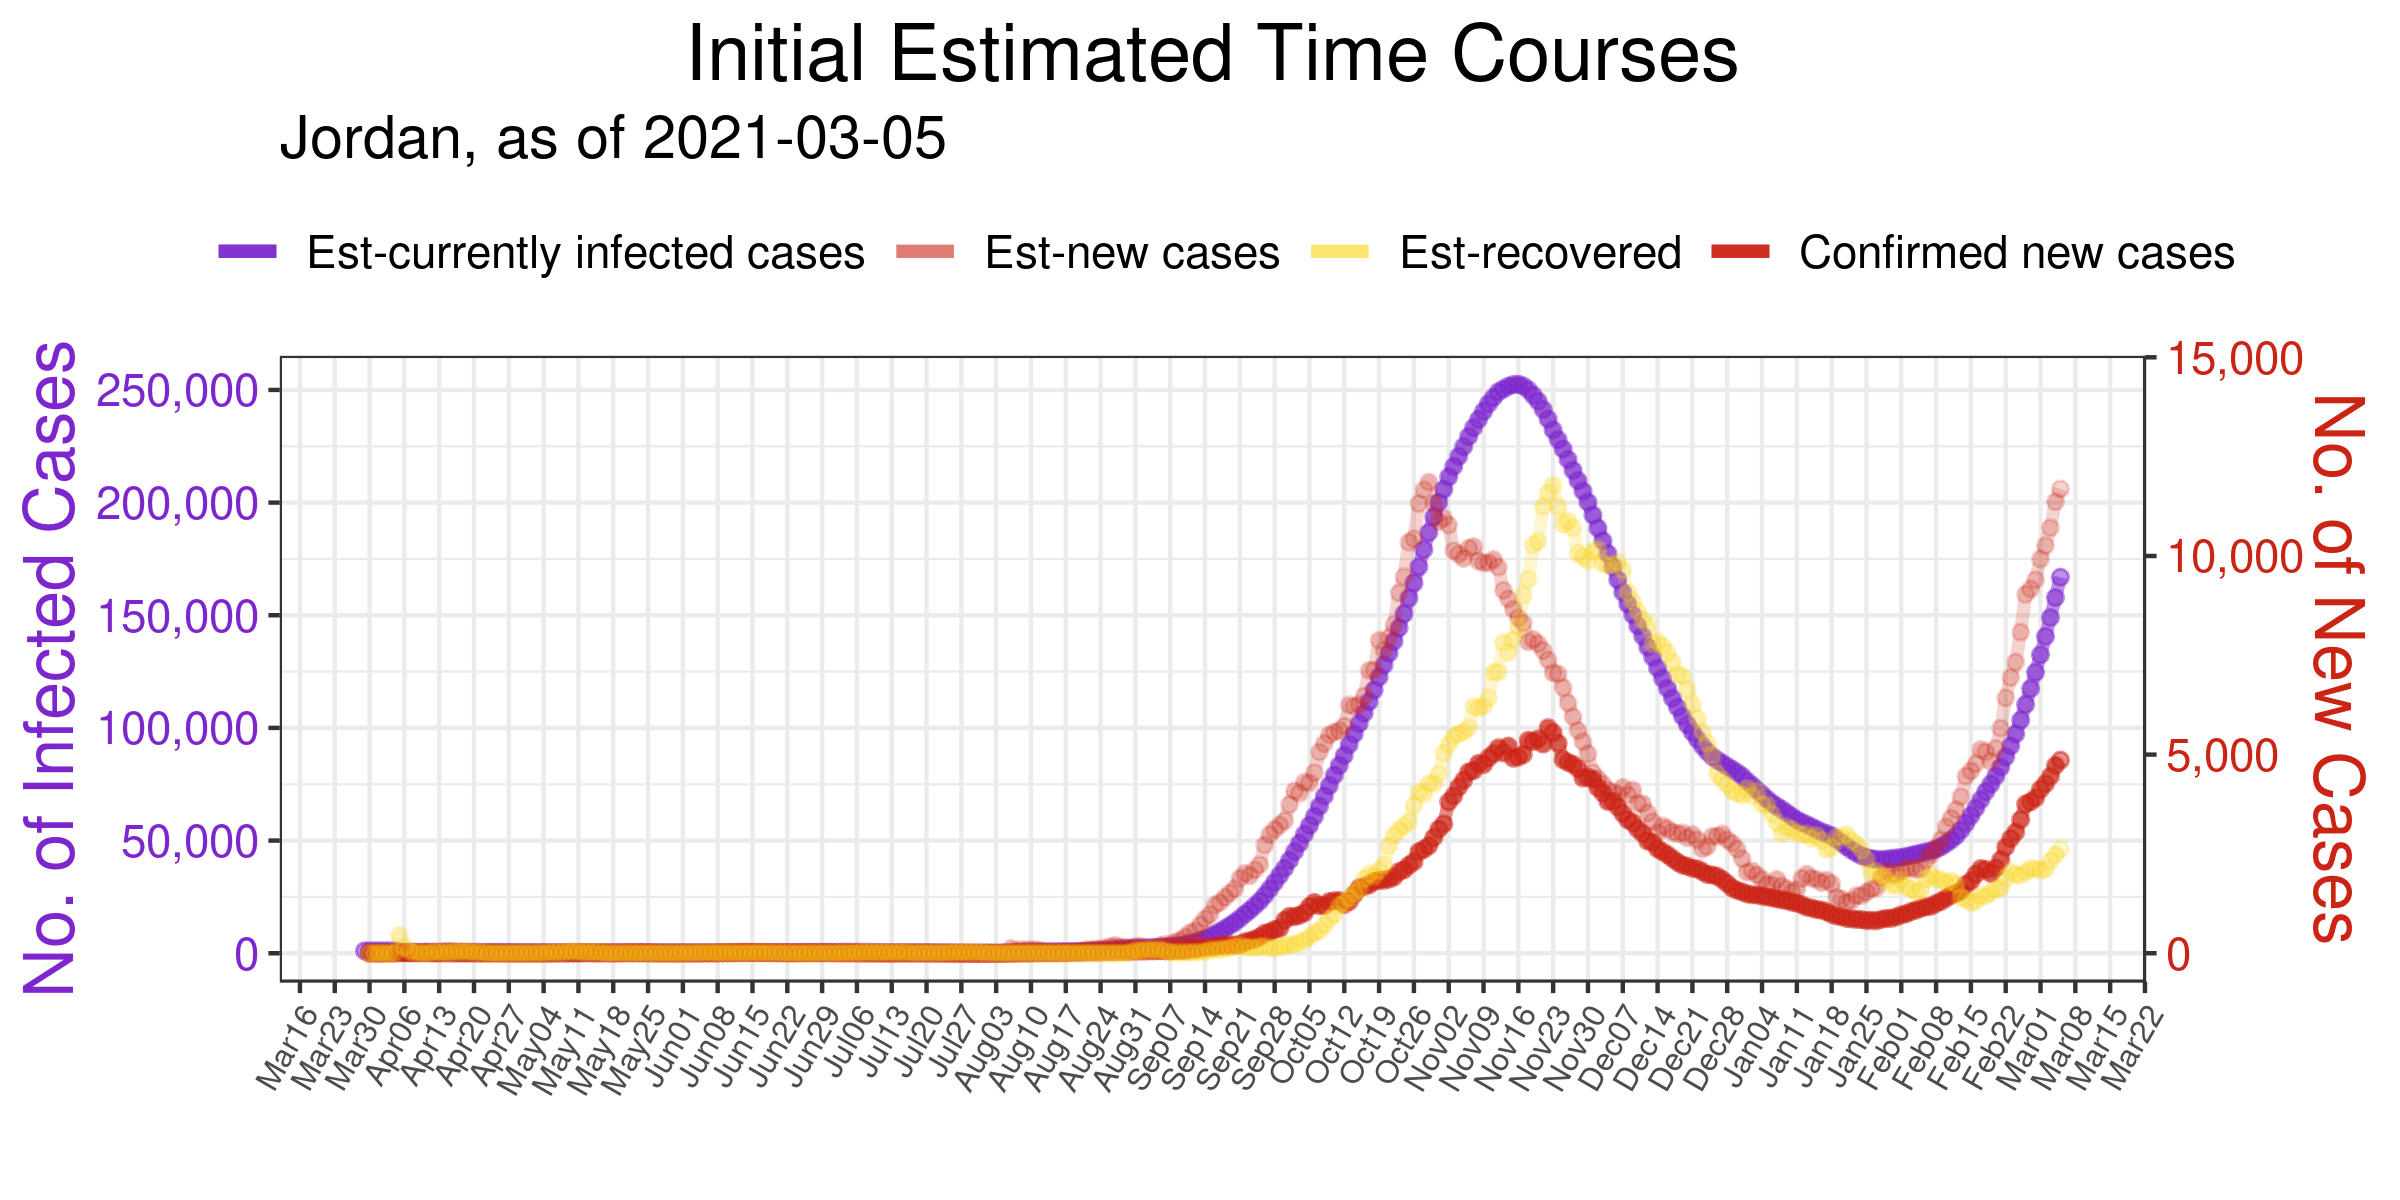 Initial Estimated Time Courses
Jordan, as of 2021-03-05
Est-currently infected cases Est-new cases Est-recovered Confirmed new cases
No. of Infected Cases
250,000
200,000
150,000
100,000
50,000
0
15,000
10,000
5,000
0
No. of New Cases
Mar16 Mar23 Mar30 Apr06 Apr13 Apr20 Apr27 May04 May11 May18 May25 Jun01 Jun08 Jun15 Jun22 Jun29 Jul06 Jul13 Jul20 Jul27 Aug03 Aug10 Aug17 Aug24 Aug31 Sep07 Sep14 Sep21 Sep28 Oct05 Oct12 Oct19 Oct26 Nov02 Nov09 Nov16 Nov23 Nov30 Dec07 Dec14 Dec21 Dec28 Jan04 Jan11 Jan18 Jan25 Feb01 Feb08 Feb15 Feb22 Mar01 Mar08 Mar15 Mar22